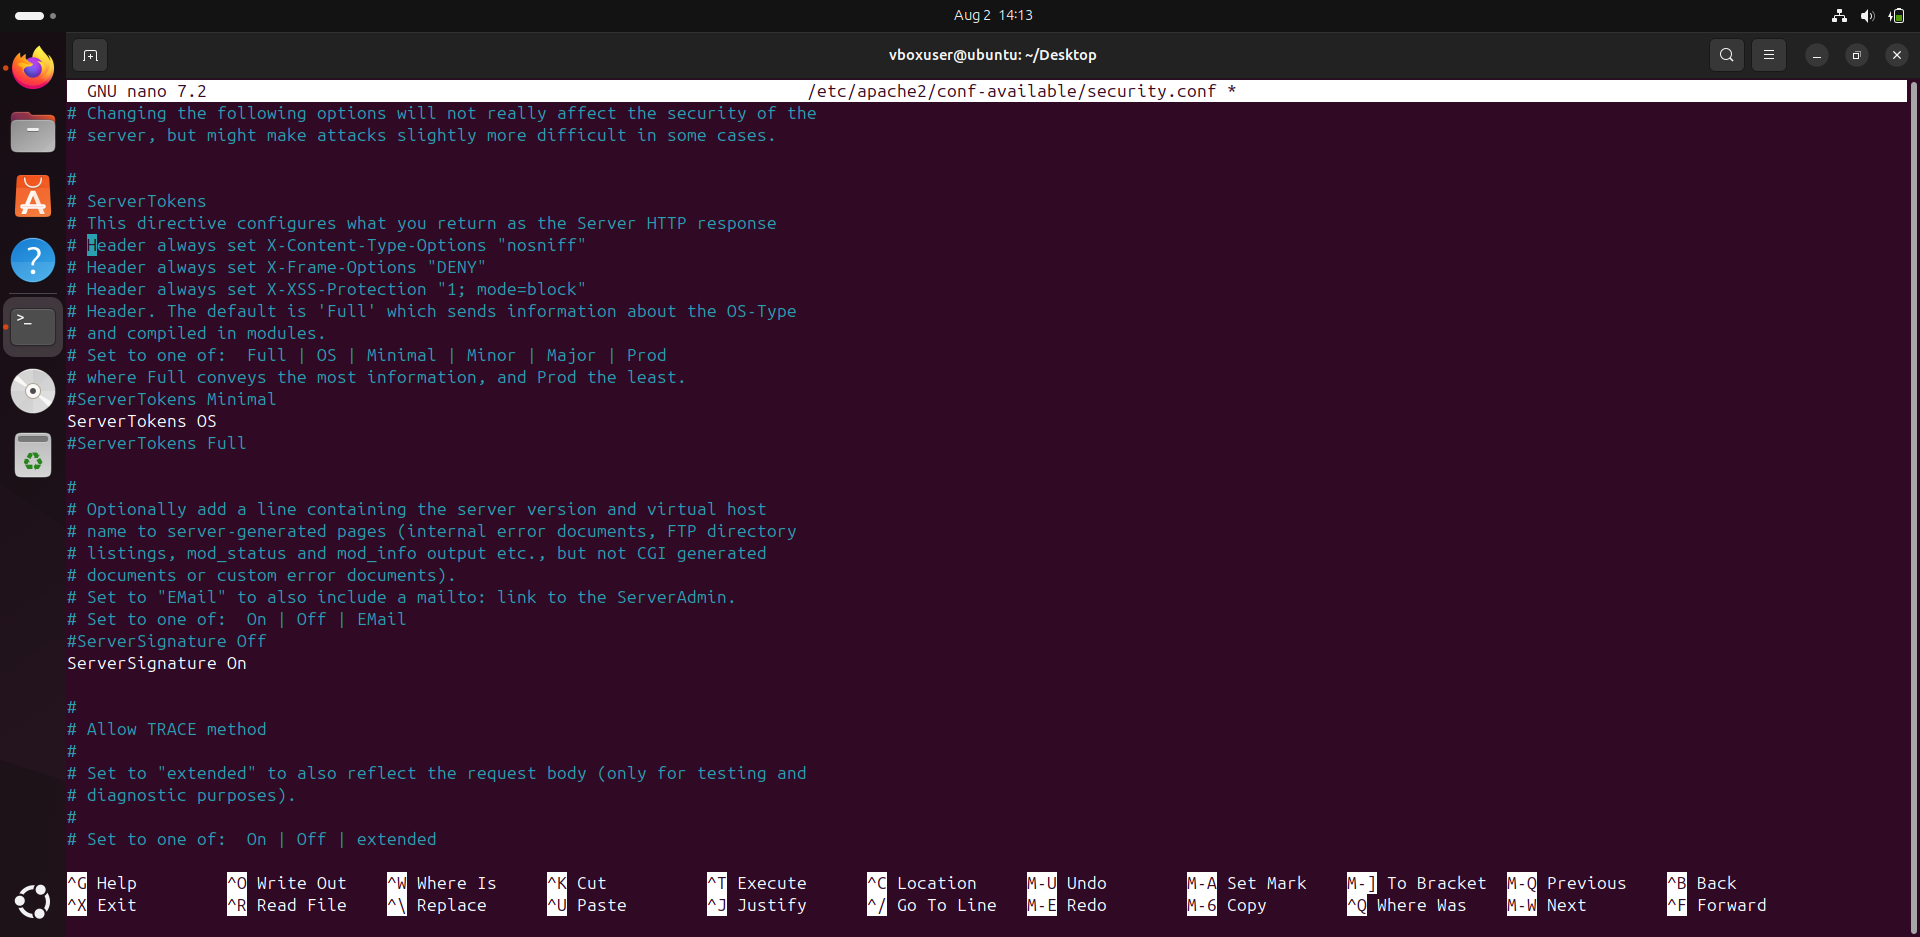 Aug 2 14:13
vboxuser@ubuntu: ~/Desktop
GNU nano 7.2 /etc/apache2/conf-available/security.conf *
# Changing the following options will not really affect the security of the
# server, but might make attacks slightly more difficult in some cases.
#
# ServerTokens
# This directive configures what you return as the Server HTTP response
# Header always set X-Content-Type-Options "nosniff"
# Header always set X-Frame-Options "DENY"
# Header always set X-XSS-Protection "1; mode=block"
# Header. The default is 'Full' which sends information about the OS-Type
# and compiled in modules.
# Set to one of:  Full | OS | Minimal | Minor | Major | Prod
# where Full conveys the most information, and Prod the least.
#ServerTokens Minimal
ServerTokens OS
#ServerTokens Full
#
# Optionally add a line containing the server version and virtual host
# name to server-generated pages (internal error documents, FTP directory
# listings, mod_status and mod_info output etc., but not CGI generated
# documents or custom error documents).
# Set to "EMail" to also include a mailto: link to the ServerAdmin.
# Set to one of:  On | Off | EMail
#ServerSignature Off
ServerSignature On
#
# Allow TRACE method
#
# Set to "extended" to also reflect the request body (only for testing and
# diagnostic purposes).
#
# Set to one of:  On | Off | extended
^G Help ^O Write Out ^W Where Is ^K Cut ^T Execute ^C Location M-U Undo M-A Set Mark M-] To Bracket M-Q Previous ^B Back
^X Exit ^R Read File ^\ Replace ^U Paste ^J Justify ^/ Go To Line M-E Redo M-6 Copy ^Q Where Was M-W Next ^F Forward